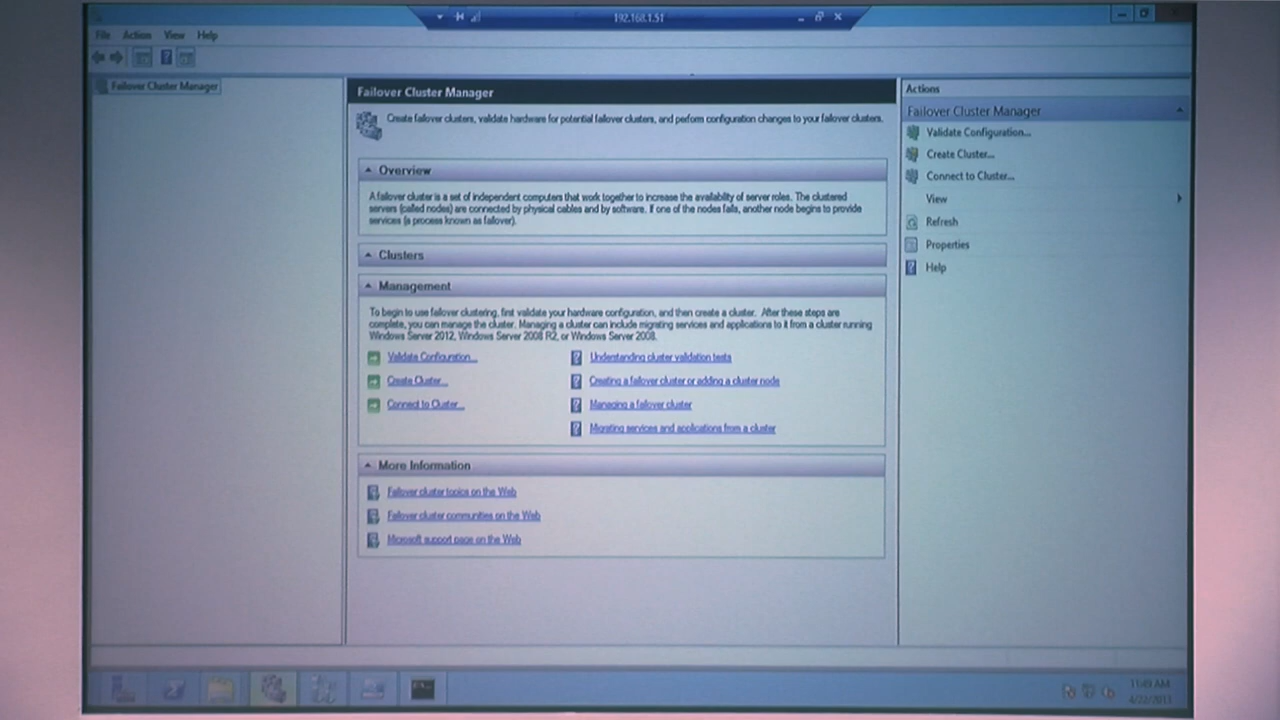 192.168.1.51
File Action View Help
Failover Cluster Manager
Failover Cluster Manager
Create failover clusters, validate hardware for potential failover clusters, and perform configuration changes to your failover clusters.
Overview
A failover cluster is a set of independent computers that work together to increase the availability of server roles. The clustered
servers (called nodes) are connected by physical cables and by software. If one of the nodes fails, another node begins to provide
services (a process known as failover).
Clusters
Management
To begin to use failover clustering, first validate your hardware configuration, and then create a cluster. After these steps are
complete, you can manage the cluster. Managing a cluster can include migrating services and applications to it from a cluster running
Windows Server 2012, Windows Server 2008 R2, or Windows Server 2008.
Validate Configuration...
Understanding cluster validation tests
Create Cluster...
Creating a failover cluster or adding a cluster node
Connect to Cluster...
Managing a failover cluster
Migrating services and applications from a cluster
More Information
Failover cluster topics on the Web
Failover cluster communities on the Web
Microsoft support page on the Web
Actions
Failover Cluster Manager
Validate Configuration...
Create Cluster...
Connect to Cluster...
View
Refresh
Properties
Help
11:49 AM
4/22/2013